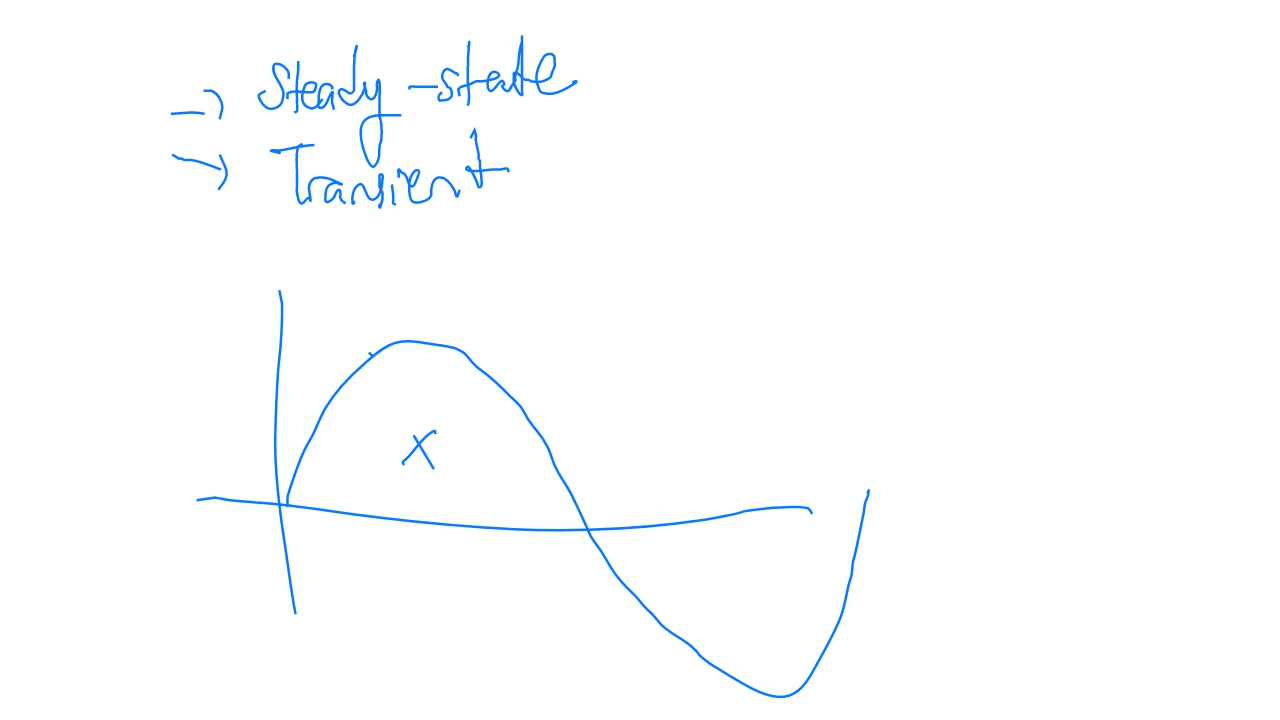 → Steady-state
→ Transient
X